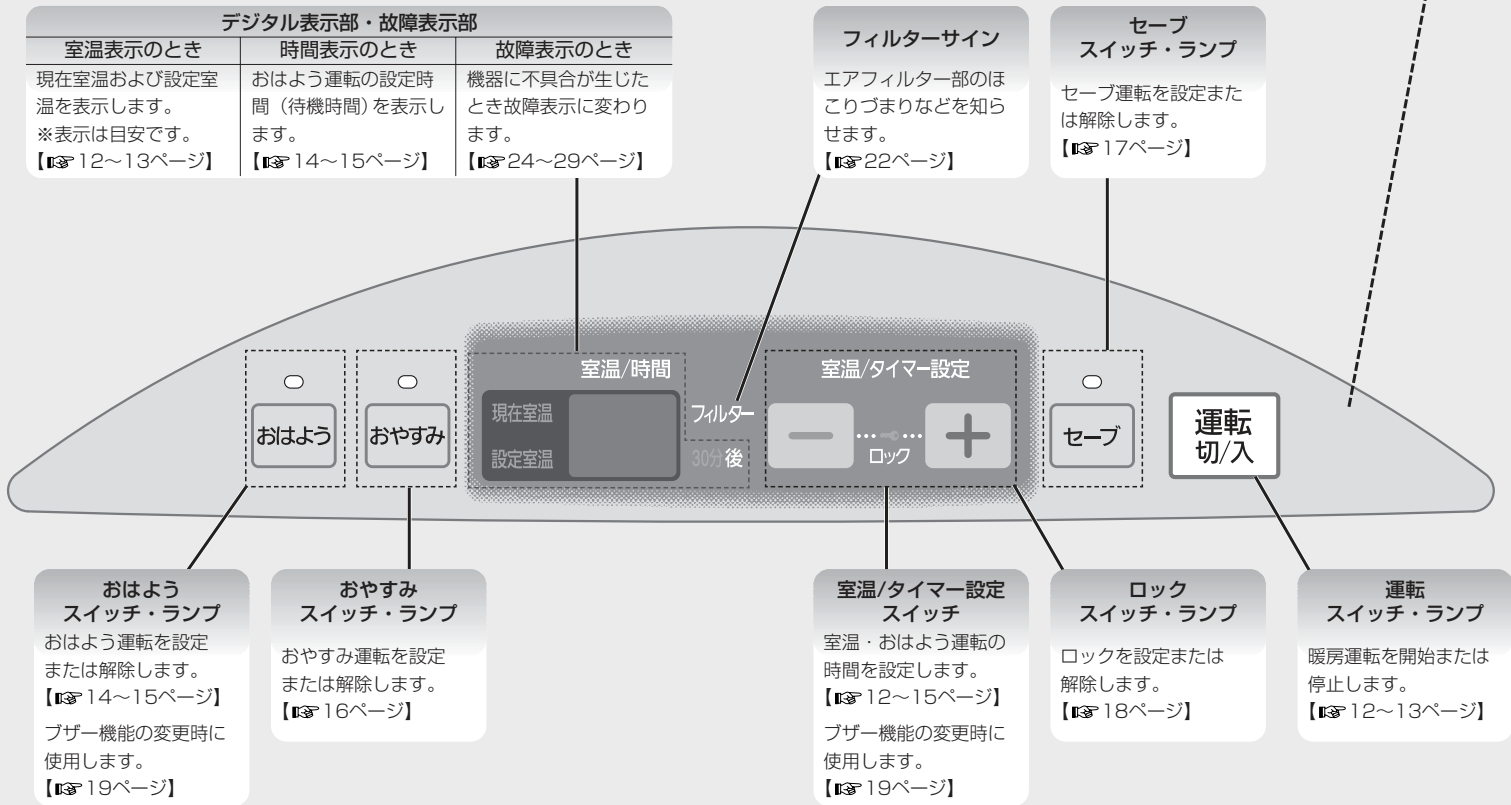 デジタル表示部・故障表示部
室温表示のとき
現在室温および設定室
温を表示します。
※表示は目安です。
【☞12～13ページ】
時間表示のとき
おはよう運転の設定時
間（待機時間）を表示し
ます。
【☞14～15ページ】
故障表示のとき
機器に不具合が生じた
とき故障表示に変わり
ます。
【☞24～29ページ】
フィルターサイン
エアフィルター部のほ
こりづまりなどを知ら
せます。
【☞22ページ】
セーブ
スイッチ・ランプ
セーブ運転を設定また
は解除します。
【☞17ページ】
おはよう
おやすみ
室温/時間
現在室温
設定室温
フィルター
30分後
室温/タイマー設定
ロック
セーブ
運転
切/入
おはよう
スイッチ・ランプ
おはよう運転を設定
または解除します。
【☞14～15ページ】
ブザー機能の変更時に
使用します。
【☞19ページ】
おやすみ
スイッチ・ランプ
おやすみ運転を設定
または解除します。
【☞16ページ】
室温/タイマー設定
スイッチ
室温・おはよう運転の
時間を設定します。
【☞12～15ページ】
ブザー機能の変更時に
使用します。
【☞19ページ】
ロック
スイッチ・ランプ
ロックを設定または
解除します。
【☞18ページ】
運転
スイッチ・ランプ
暖房運転を開始または
停止します。
【☞12～13ページ】